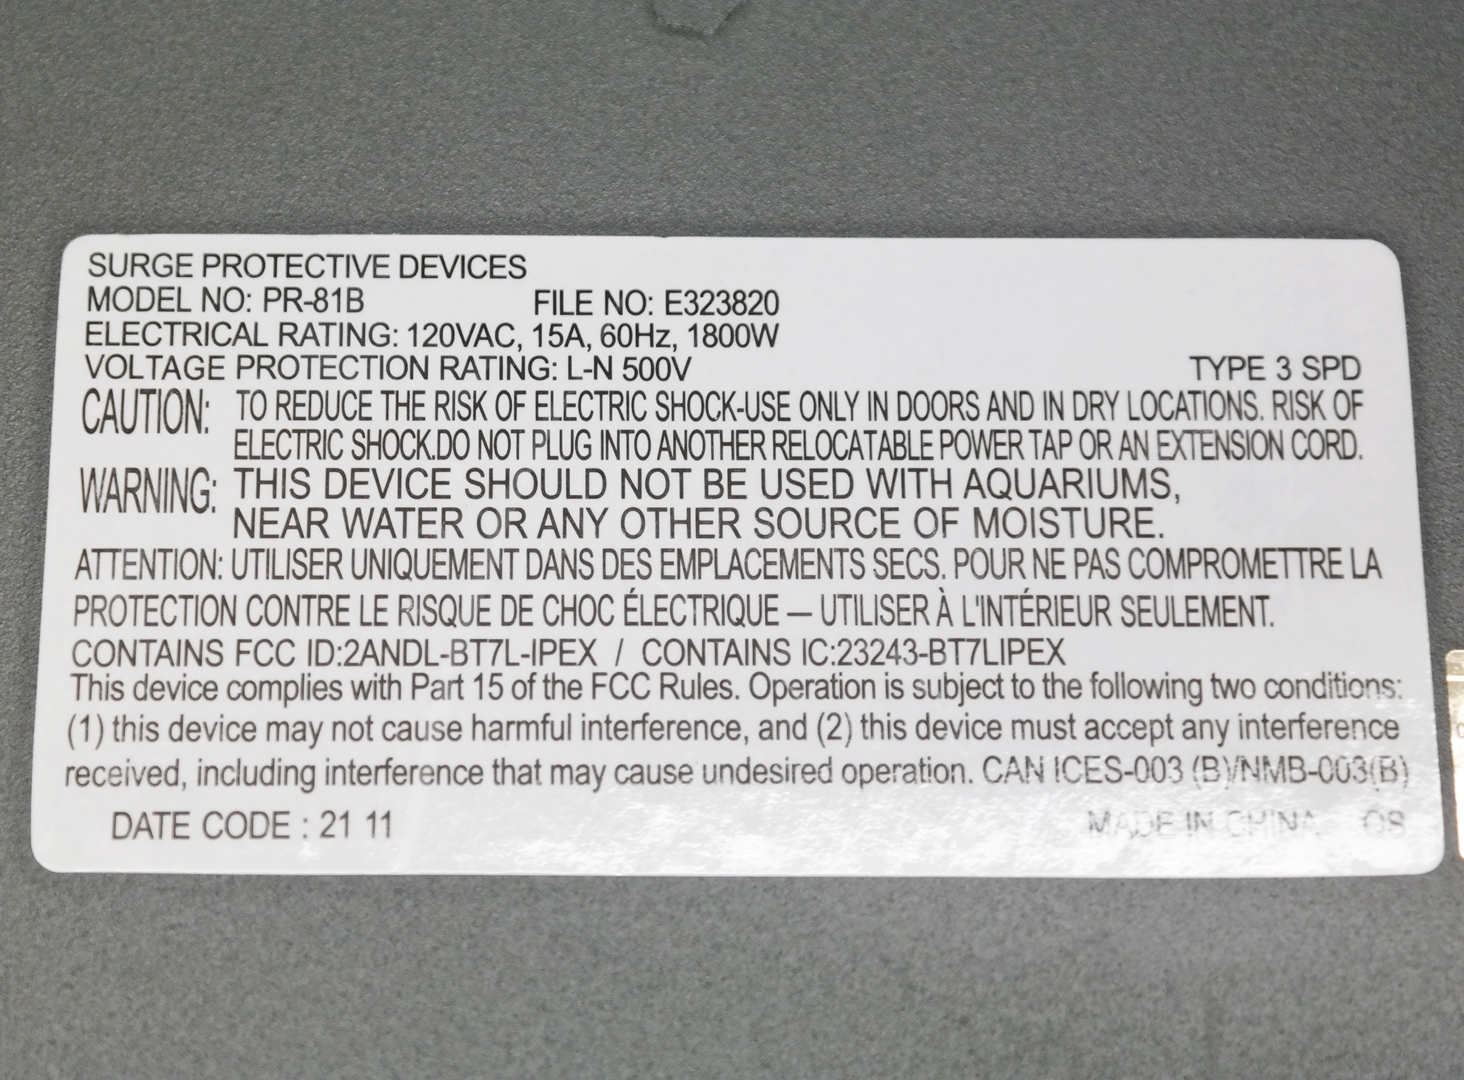 SURGE PROTECTIVE DEVICES
MODEL NO: PR-81B FILE NO: E323820
ELECTRICAL RATING: 120VAC, 15A, 60Hz, 1800W
VOLTAGE PROTECTION RATING: L-N 500V TYPE 3 SPD
CAUTION: TO REDUCE THE RISK OF ELECTRIC SHOCK-USE ONLY IN DOORS AND IN DRY LOCATIONS. RISK OF
ELECTRIC SHOCK.DO NOT PLUG INTO ANOTHER RELOCATABLE POWER TAP OR AN EXTENSION CORD.
WARNING: THIS DEVICE SHOULD NOT BE USED WITH AQUARIUMS,
NEAR WATER OR ANY OTHER SOURCE OF MOISTURE.
ATTENTION: UTILISER UNIQUEMENT DANS DES EMPLACEMENTS SECS. POUR NE PAS COMPROMETTRE LA
PROTECTION CONTRE LE RISQUE DE CHOC ÉLECTRIQUE — UTILISER À L'INTÉRIEUR SEULEMENT.
CONTAINS FCC ID:2ANDL-BT7L-IPEX / CONTAINS IC:23243-BT7LIPEX
This device complies with Part 15 of the FCC Rules. Operation is subject to the following two conditions:
(1) this device may not cause harmful interference, and (2) this device must accept any interference
received, including interference that may cause undesired operation. CAN ICES-003 (B)/NMB-003(B)
DATE CODE : 21 11 MADE IN CHINA